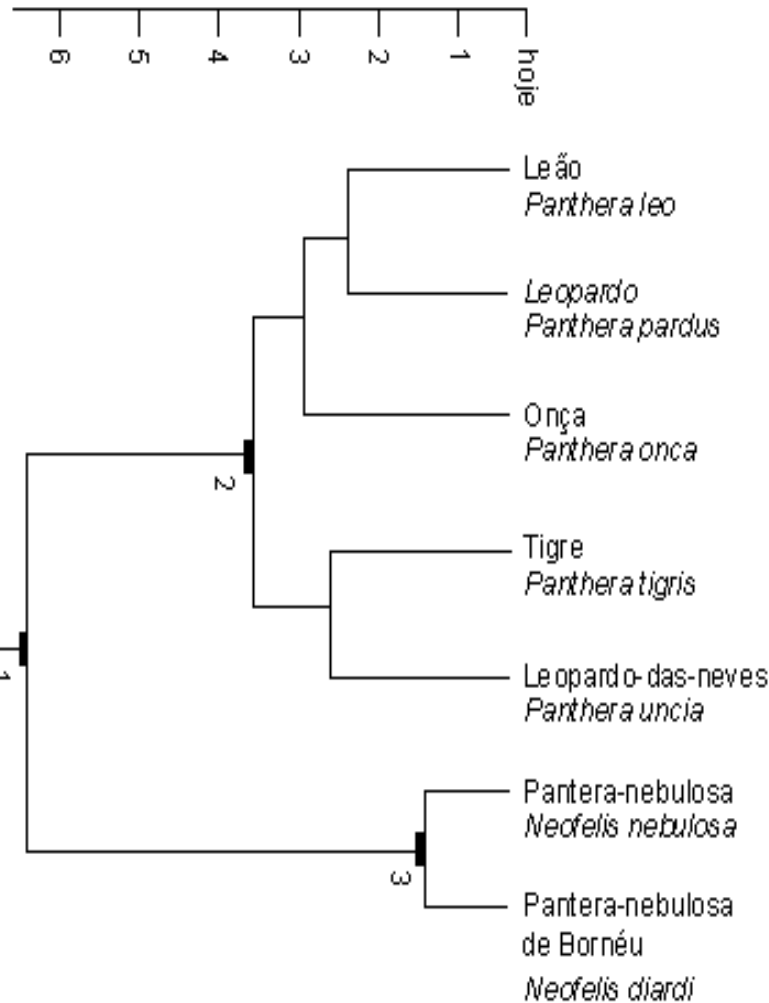 6 5 4 3 2 1 hoje
Leão
Panthera leo
Leopardo
Panthera pardus
Onça
Panthera onca
2
Tigre
Panthera tigris
1
Leopardo-das-neves
Panthera uncia
Pantera-nebulosa
Neofelis nebulosa
3
Pantera-nebulosa
de Bornéu
Neofelis diardi